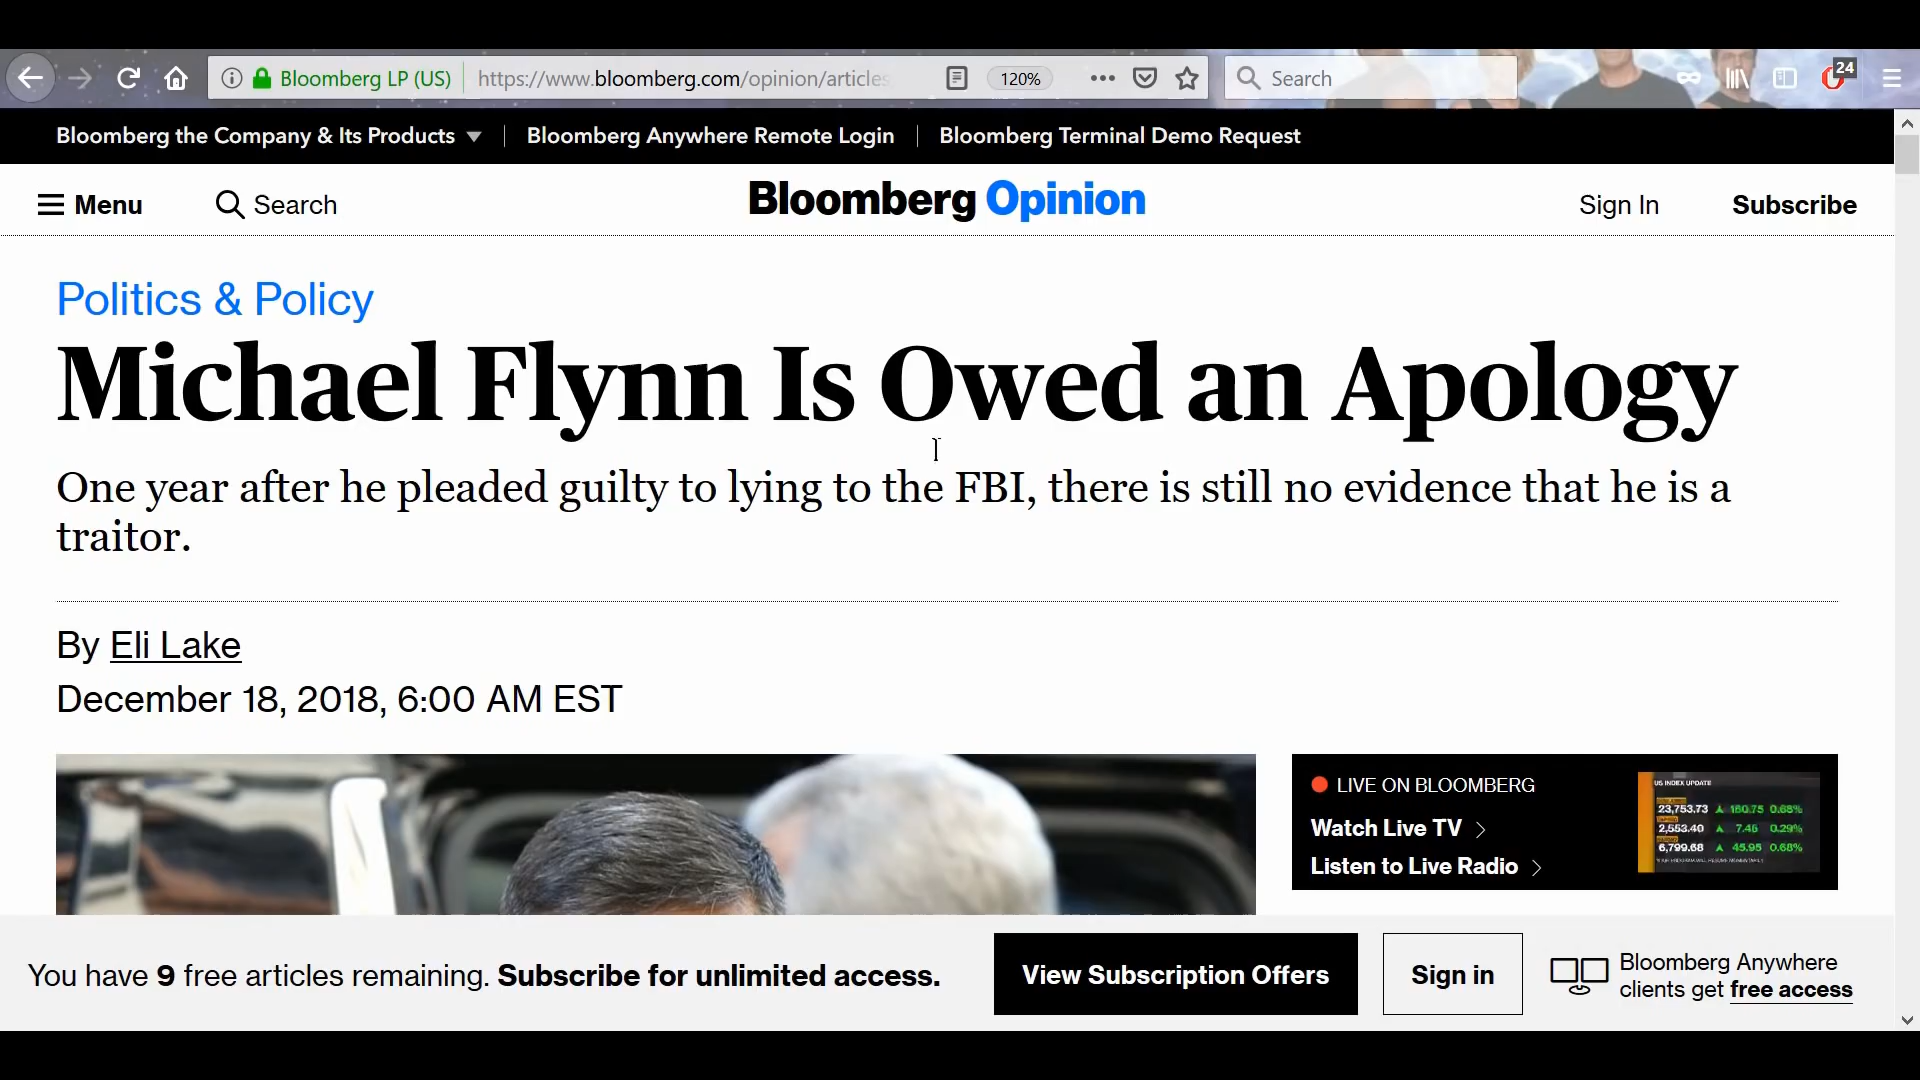 Bloomberg LP (US) https://www.bloomberg.com/opinion/articles 120% Search 24
Bloomberg the Company & Its Products Bloomberg Anywhere Remote Login Bloomberg Terminal Demo Request
Menu Search Bloomberg Opinion Sign In Subscribe
Politics & Policy
Michael Flynn Is Owed an Apology
One year after he pleaded guilty to lying to the FBI, there is still no evidence that he is a
traitor.
By Eli Lake
December 18, 2018, 6:00 AM EST
LIVE ON BLOOMBERG
Watch Live TV
Listen to Live Radio
US INDEX UPDATE
23,753.73 160.75 0.68%
2,553.40 7.46 0.29%
6,799.68 45.95 0.68%
You have 9 free articles remaining. Subscribe for unlimited access.
View Subscription Offers
Sign in
Bloomberg Anywhere
clients get free access